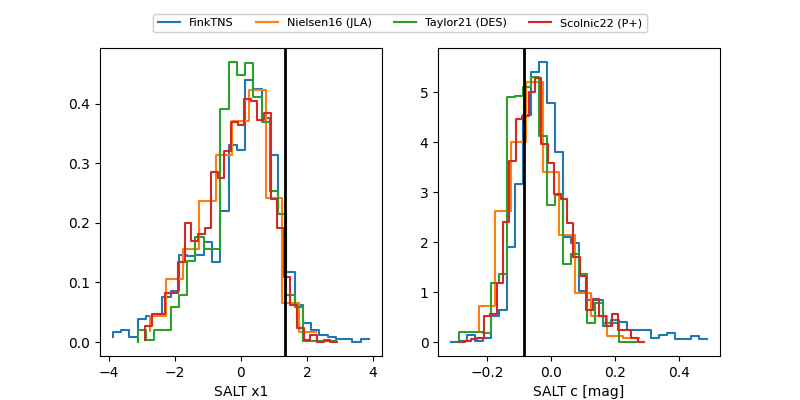 FinkTNS Nielsen16 (JLA) Taylor21 (DES) Scolnic22 (P+)
0.4
0.3
0.2
0.1
0.0
−4 −2 0 2 4
SALT x1
5
4
3
2
1
0
−0.2 0.0 0.2 0.4
SALT c [mag]